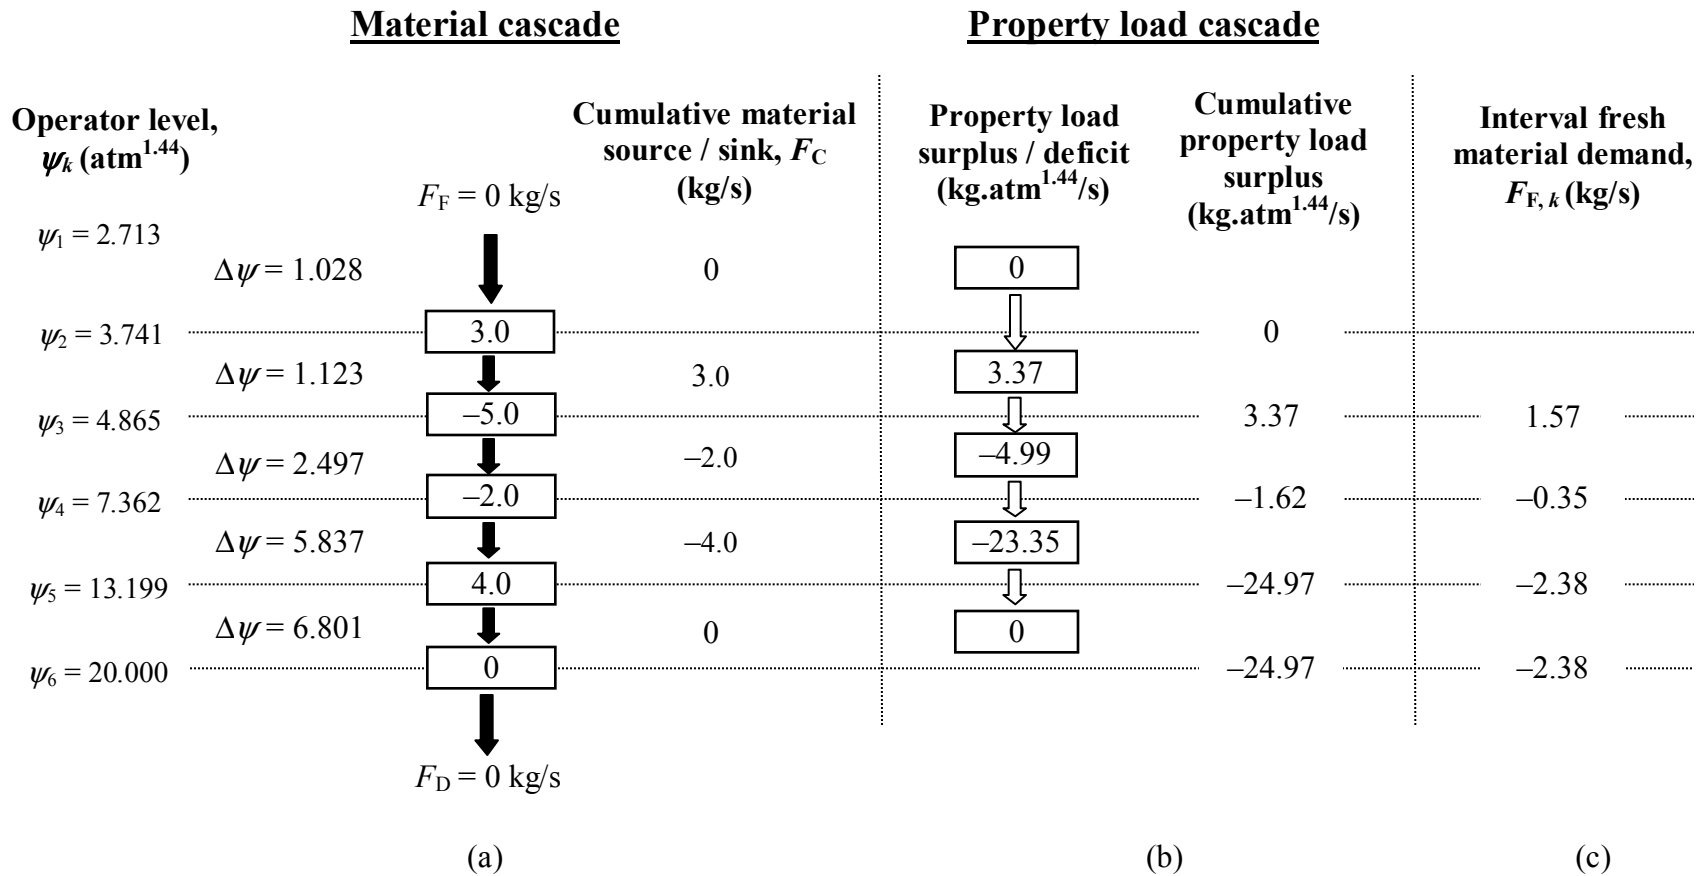 Material cascade
Property load cascade
Operator level,
ψk (atm^1.44)
Cumulative material
source / sink, FC
(kg/s)
Property load
surplus / deficit
(kg.atm^1.44/s)
Cumulative
property load
surplus
(kg.atm^1.44/s)
Interval fresh
material demand,
FF, k (kg/s)
FF = 0 kg/s
ψ1 = 2.713
Δψ = 1.028
0
0
ψ2 = 3.741
3.0
0
Δψ = 1.123
3.0
3.37
ψ3 = 4.865
–5.0
3.37
1.57
Δψ = 2.497
–2.0
–4.99
ψ4 = 7.362
–2.0
–1.62
–0.35
Δψ = 5.837
–4.0
–23.35
ψ5 = 13.199
4.0
–24.97
–2.38
Δψ = 6.801
0
0
ψ6 = 20.000
0
–24.97
–2.38
FD = 0 kg/s
(a)
(b)
(c)